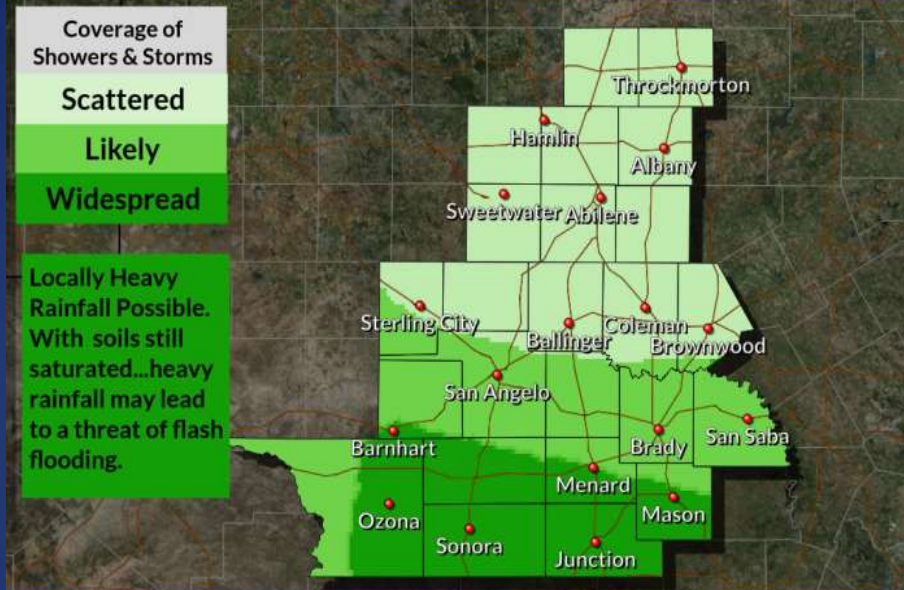 Coverage of
Showers & Storms
Scattered
Likely
Widespread
Locally Heavy
Rainfall Possible.
With soils still
saturated...heavy
rainfall may lead
to a threat of flash
flooding.
Throckmorton
Hamlin
Albany
Sweetwater
Abilene
Sterling City
Ballinger
Coleman
Brownwood
San Angelo
Barnhart
Brady
San Saba
Menard
Ozona
Mason
Sonora
Junction